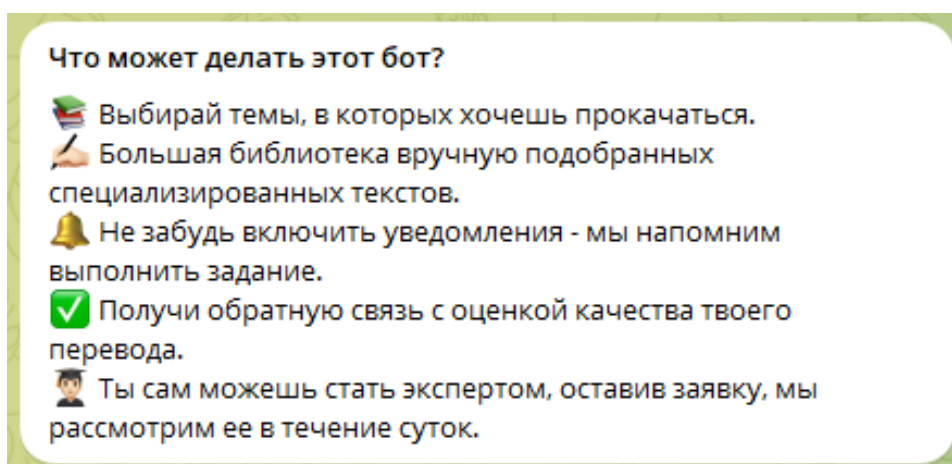 Что может делать этот бот?
📚 Выбирай темы, в которых хочешь прокачаться.
✍🏻 Большая библиотека вручную подобранных
специализированных текстов.
🔔 Не забудь включить уведомления - мы напомним
выполнить задание.
✅ Получи обратную связь с оценкой качества твоего
перевода.
👨🏻‍🎓 Ты сам можешь стать экспертом, оставив заявку, мы
рассмотрим ее в течение суток.